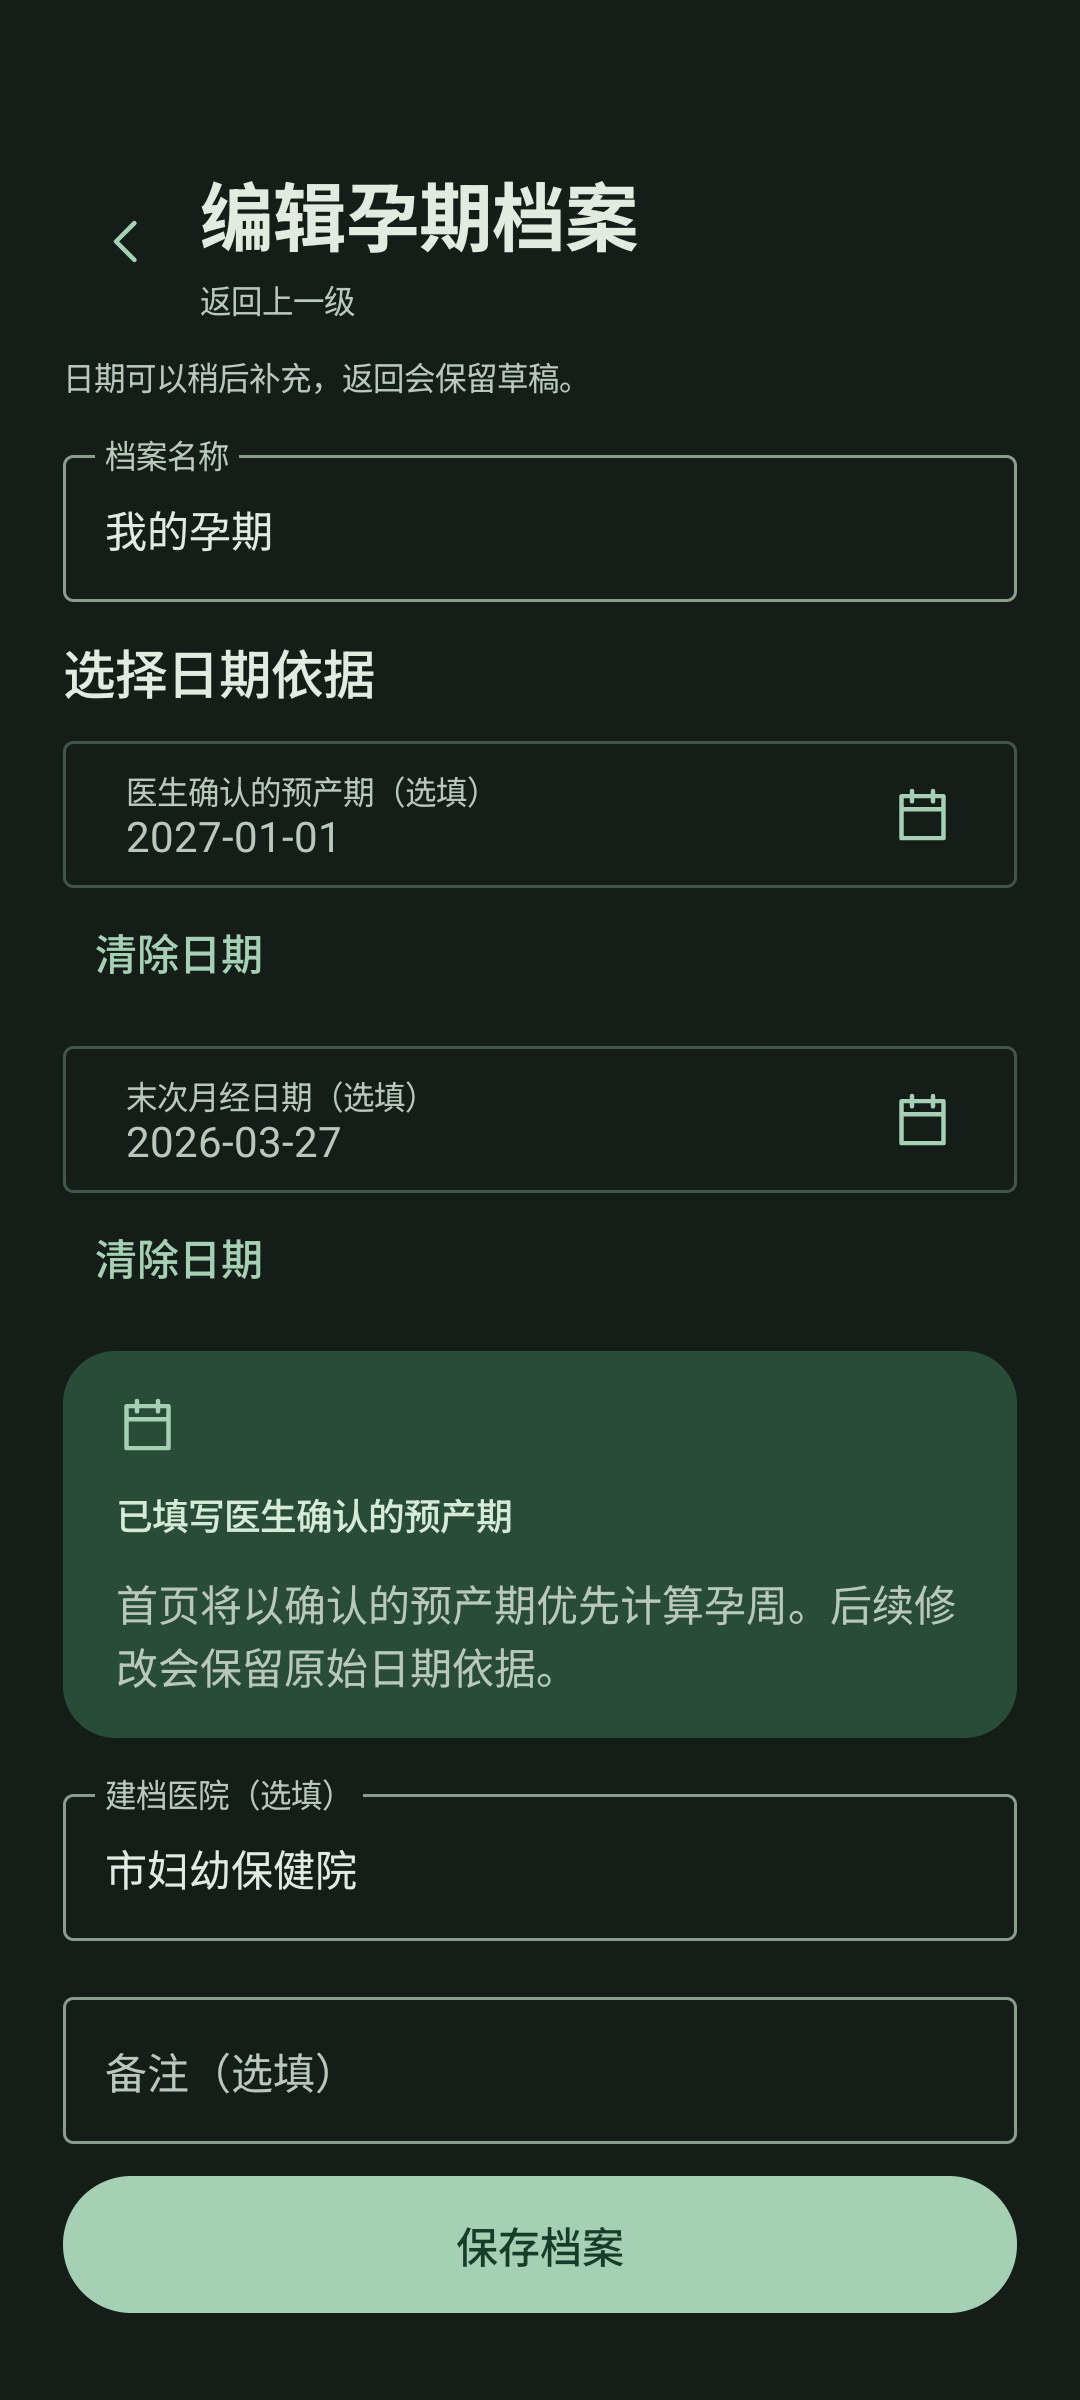 编辑孕期档案
返回上一级
日期可以稍后补充，返回会保留草稿。
档案名称
我的孕期
选择日期依据
医生确认的预产期（选填）
2027-01-01
清除日期
末次月经日期（选填）
2026-03-27
清除日期
已填写医生确认的预产期
首页将以确认的预产期优先计算孕周。后续修
改会保留原始日期依据。
建档医院（选填）
市妇幼保健院
备注（选填）
保存档案